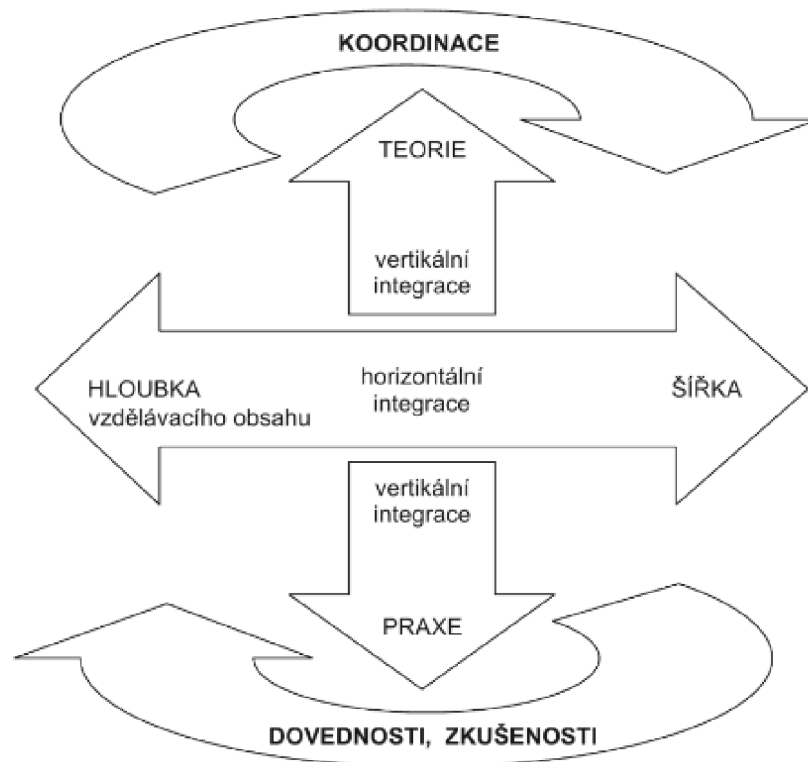 KOORDINACE
TEORIE
vertikální
integrace
HLOUBKA
vzdělávacího obsahu
horizontální
integrace
ŠÍŘKA
vertikální
integrace
PRAXE
DOVEDNOSTI, ZKUŠENOSTI